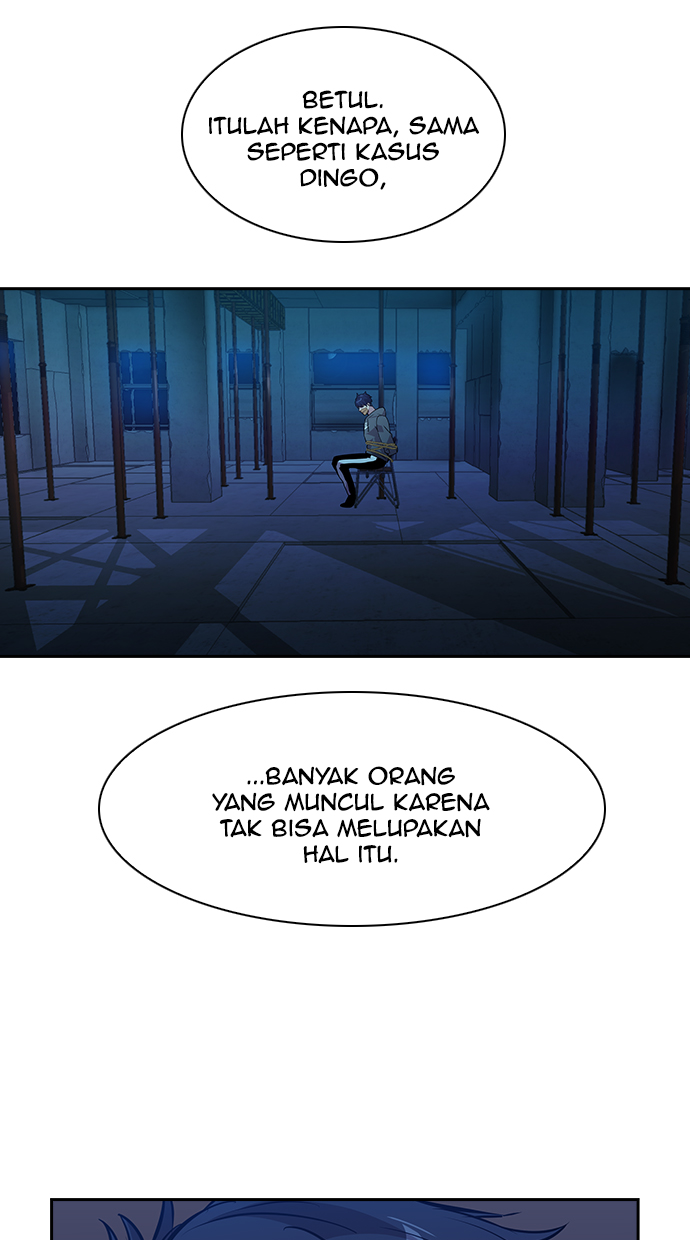 BETUL.
ITULAH KENAPA, SAMA
SEPERTI KASUS
DINGO,
...BANYAK ORANG
YANG MUNCUL KARENA
TAK BISA MELUPAKAN
HAL ITU.